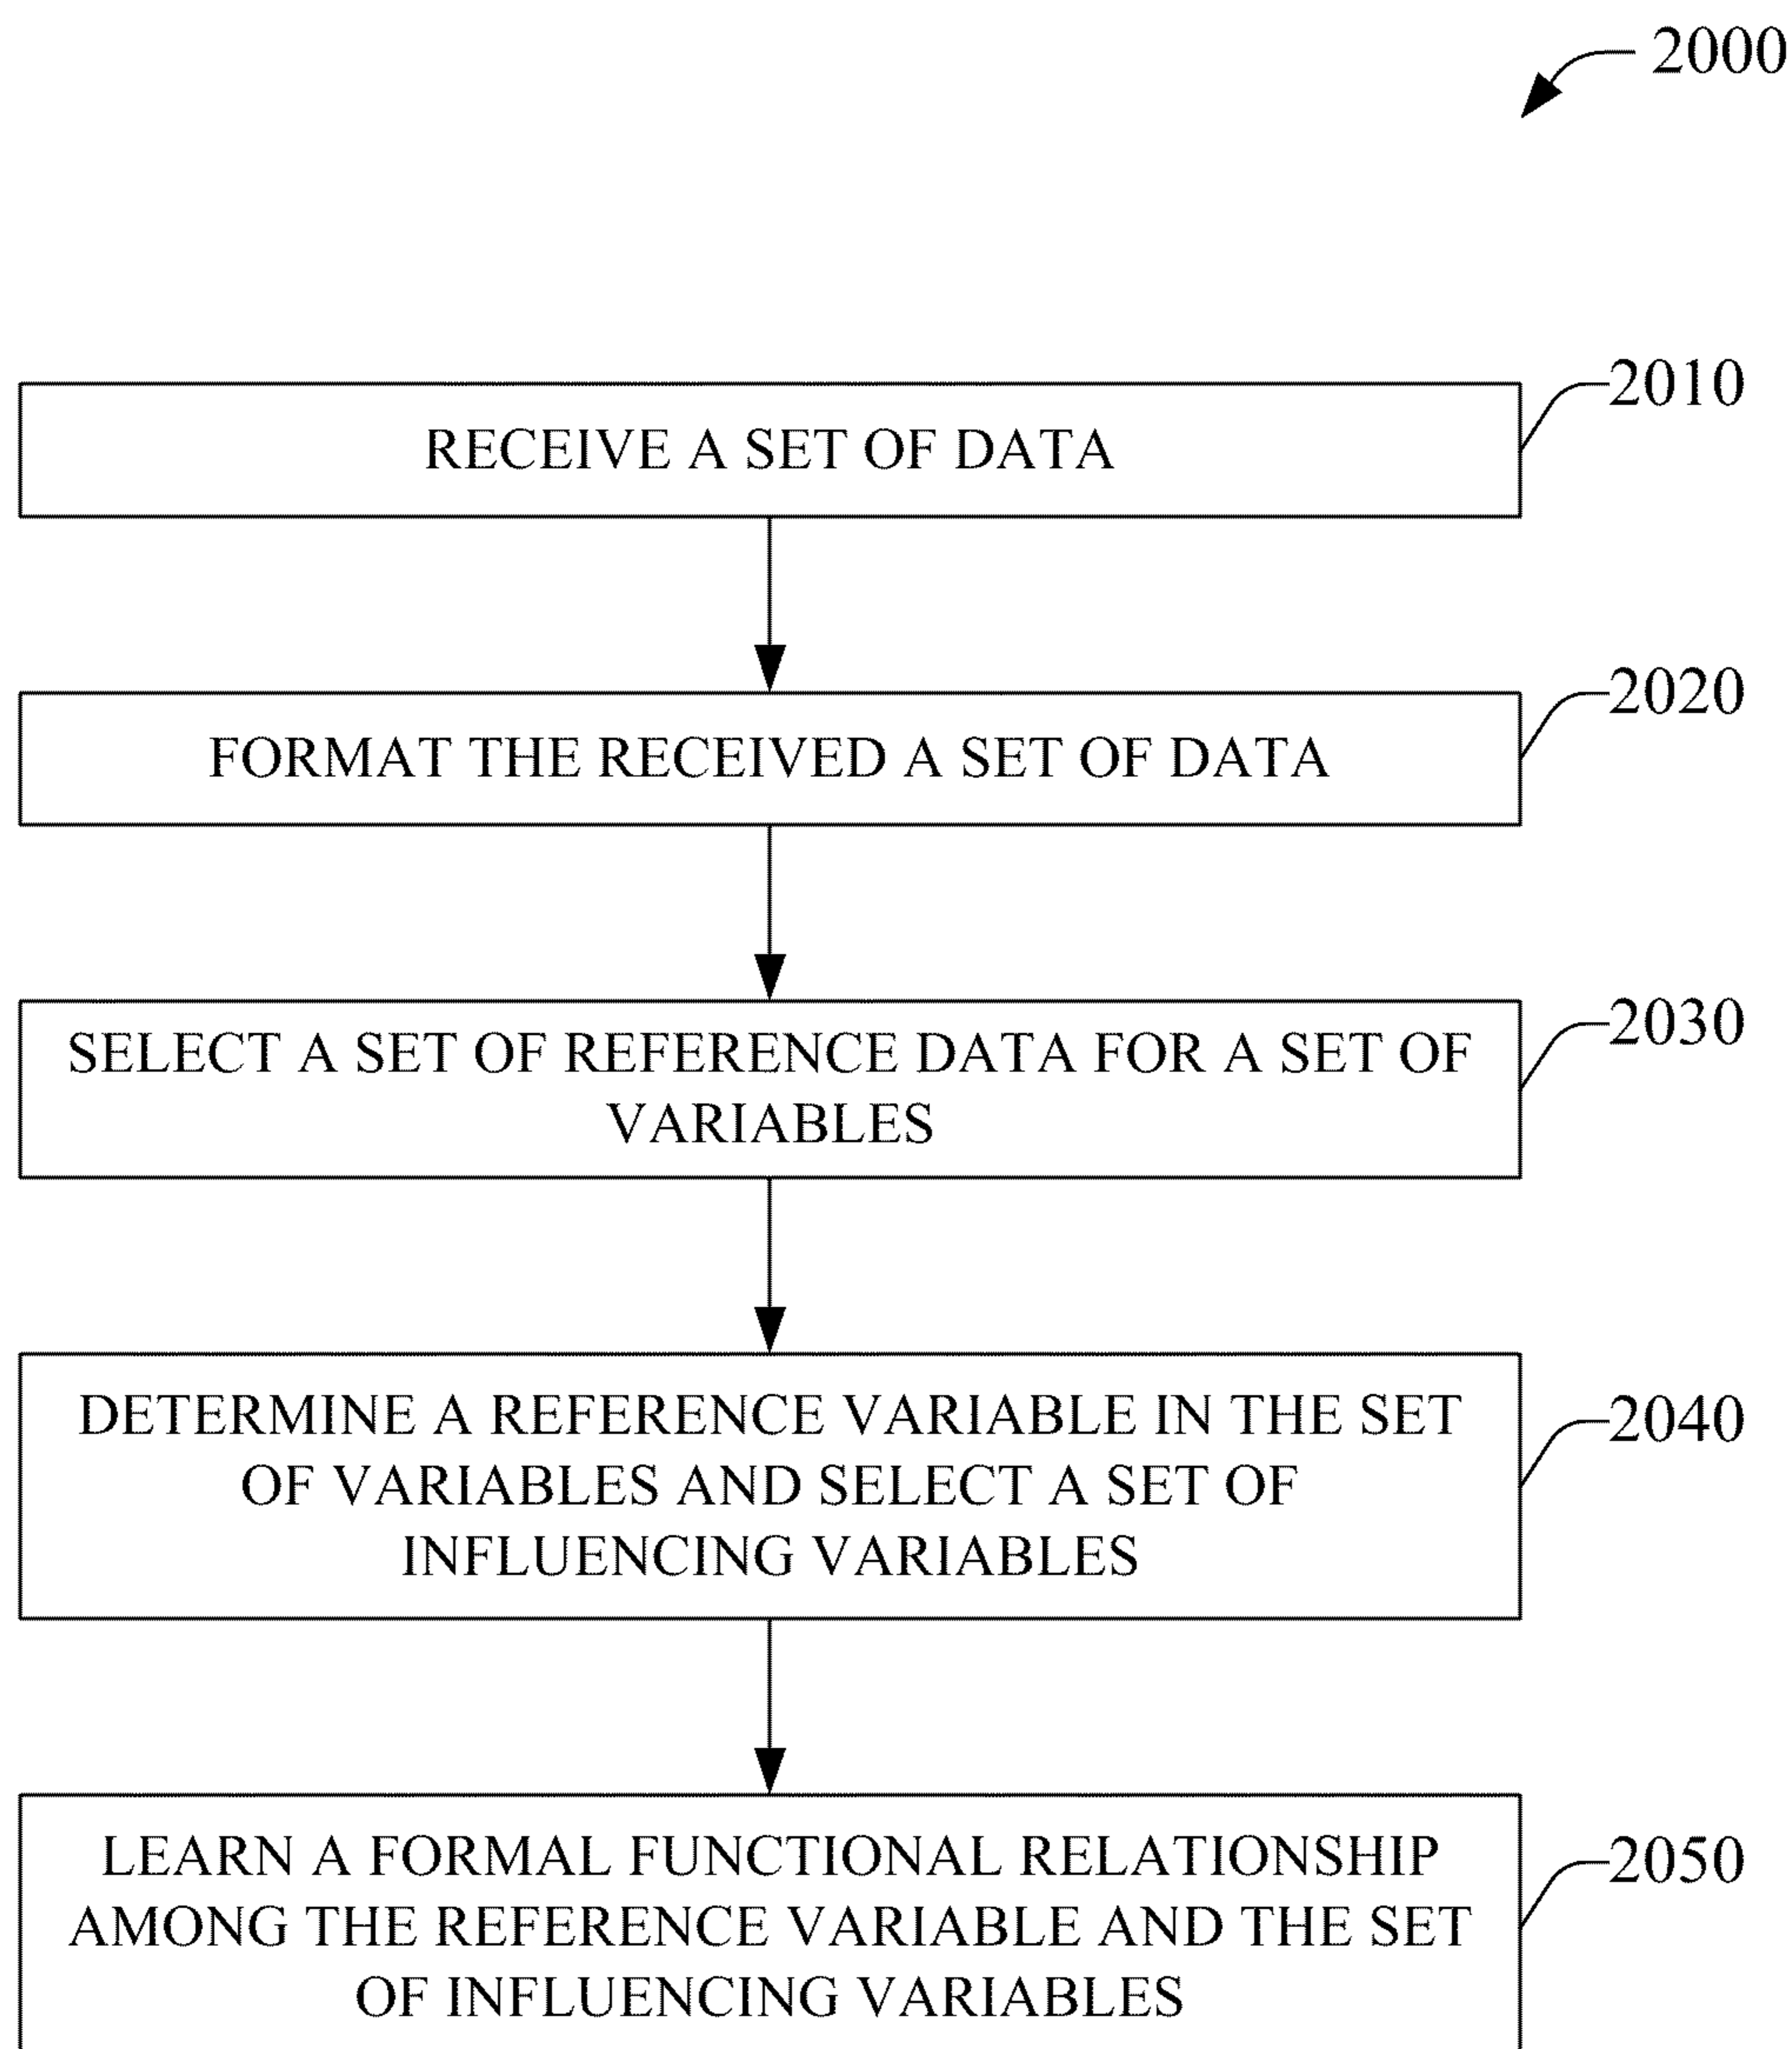 2000
2010
RECEIVE A SET OF DATA
2020
FORMAT THE RECEIVED A SET OF DATA
2030
SELECT A SET OF REFERENCE DATA FOR A SET OF
VARIABLES
2040
DETERMINE A REFERENCE VARIABLE IN THE SET
OF VARIABLES AND SELECT A SET OF
INFLUENCING VARIABLES
2050
LEARN A FORMAL FUNCTIONAL RELATIONSHIP
AMONG THE REFERENCE VARIABLE AND THE SET
OF INFLUENCING VARIABLES